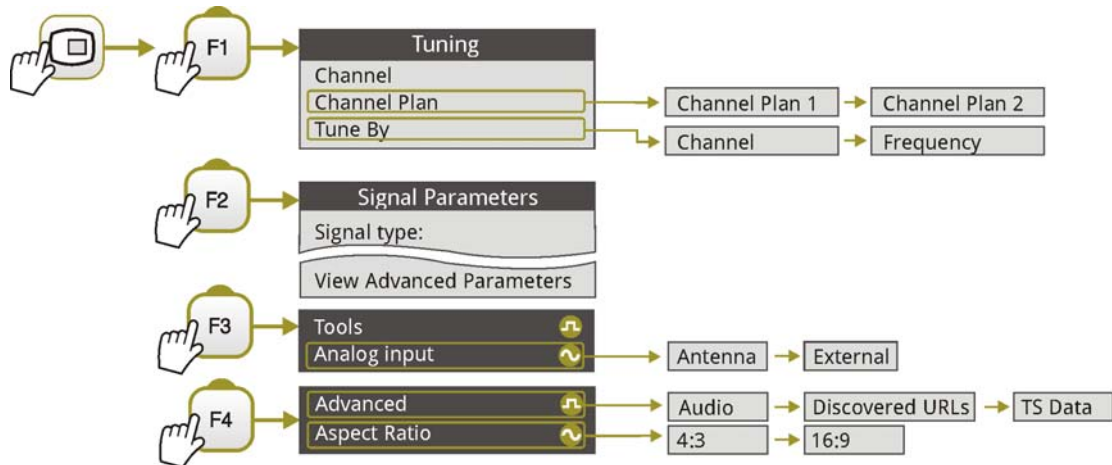 F1
Tuning
Channel
Channel Plan
Channel Plan 1
Channel Plan 2
Tune By
Channel
Frequency
F2
Signal Parameters
Signal type:
View Advanced Parameters
F3
Tools
Analog input
Antenna
External
F4
Advanced
Audio
Discovered URLs
TS Data
Aspect Ratio
4:3
16:9